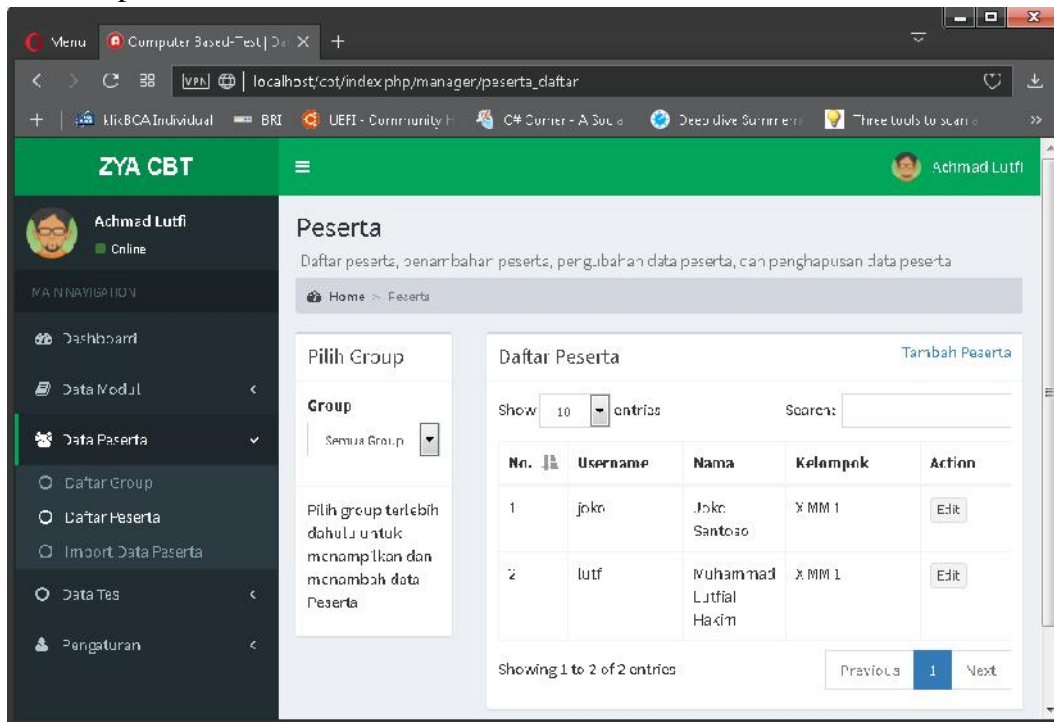 Menu
Computer Based-Test | Da
VPN
localhost/cbt/index.php/manager/peserta_daftar
klikBCA Individual
BRI
UEFI - Community H
C# Corner - A Socia
Deep dive Summeri
Three tools to scan a
ZYA CBT
Achmad Lutfi
Achmad Lutfi
Online
MAIN NAVIGATION
Dashboard
Data Modul
Data Peserta
Daftar Group
Daftar Peserta
Import Data Peserta
Data Tes
Pengaturan
Peserta
Daftar peserta, penambahan peserta, pengubahan data peserta, dan penghapusan data peserta
Home > Peserta
Pilih Group
Group
Semua Group
Pilih group terlebih
dahulu untuk
menampilkan dan
menambah data
Peserta
Daftar Peserta
Tambah Peserta
Show 10 entries
Search:
No. Username Nama Kelompok Action
1 joko Joko Santoso X MM 1 Edit
2 lutfi Muhammad Lutfial Hakim X MM 1 Edit
Showing 1 to 2 of 2 entries
Previous 1 Next